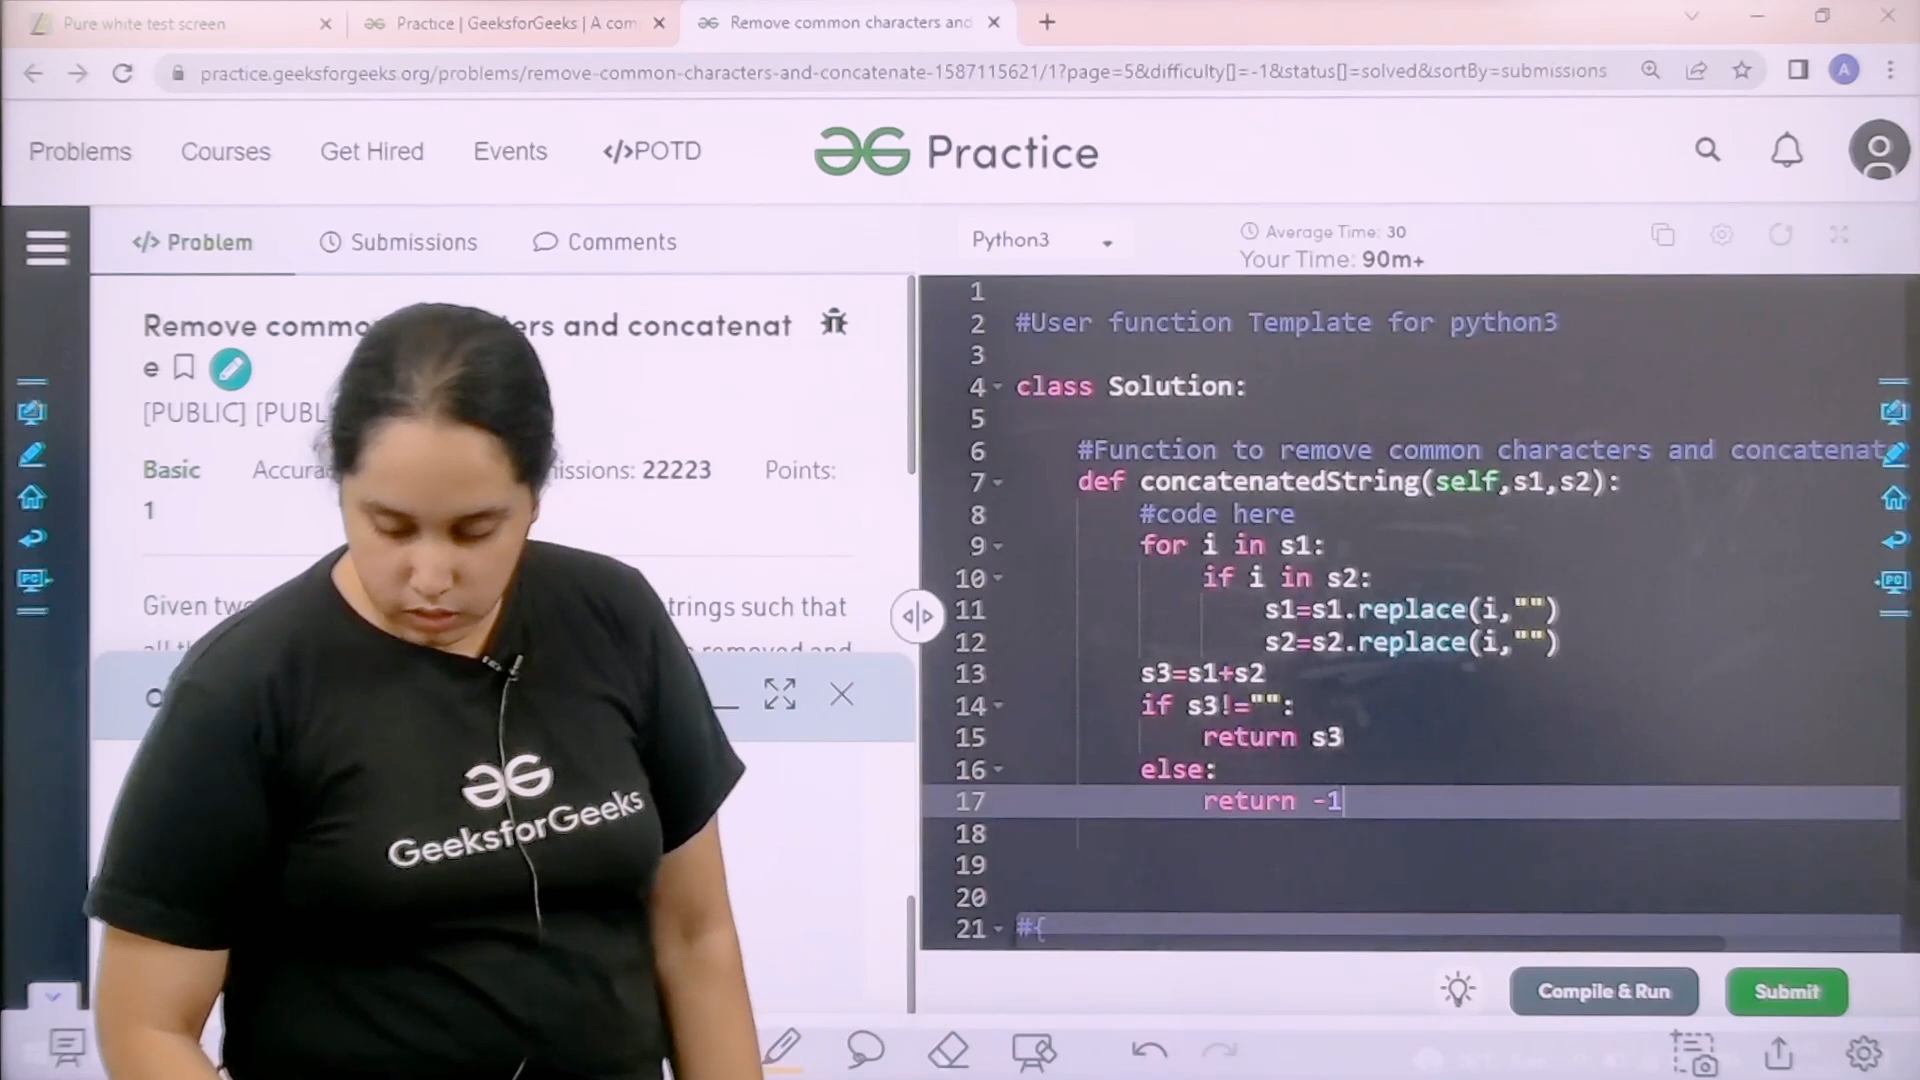 Pure white test screen
Practice | GeeksforGeeks | A com
Remove common characters and
practice.geeksforgeeks.org/problems/remove-common-characters-and-concatenate-1587115621/1?page=5&difficulty[]=-1&status[]=solved&sortBy=submissions
A
Problems Courses Get Hired Events </>POTD
Practice
</> Problem Submissions Comments
Python3
Average Time: 30
Your Time: 90m+
Remove commo ers and concatenat
e
[PUBLIC] [PUBL
Basic Accura issions: 22223 Points:
1
Given tw trings such that
removed and
GeeksforGeeks
1
2 #User function Template for python3
3
4 class Solution:
5
6 #Function to remove common characters and concatenat
7 def concatenatedString(self,s1,s2):
8 #code here
9 for i in s1:
10 if i in s2:
11 s1=s1.replace(i,"")
12 s2=s2.replace(i,"")
13 s3=s1+s2
14 if s3!="":
15 return s3
16 else:
17 return -1
18
19
20
21 #{
Compile & Run Submit
PC
PC